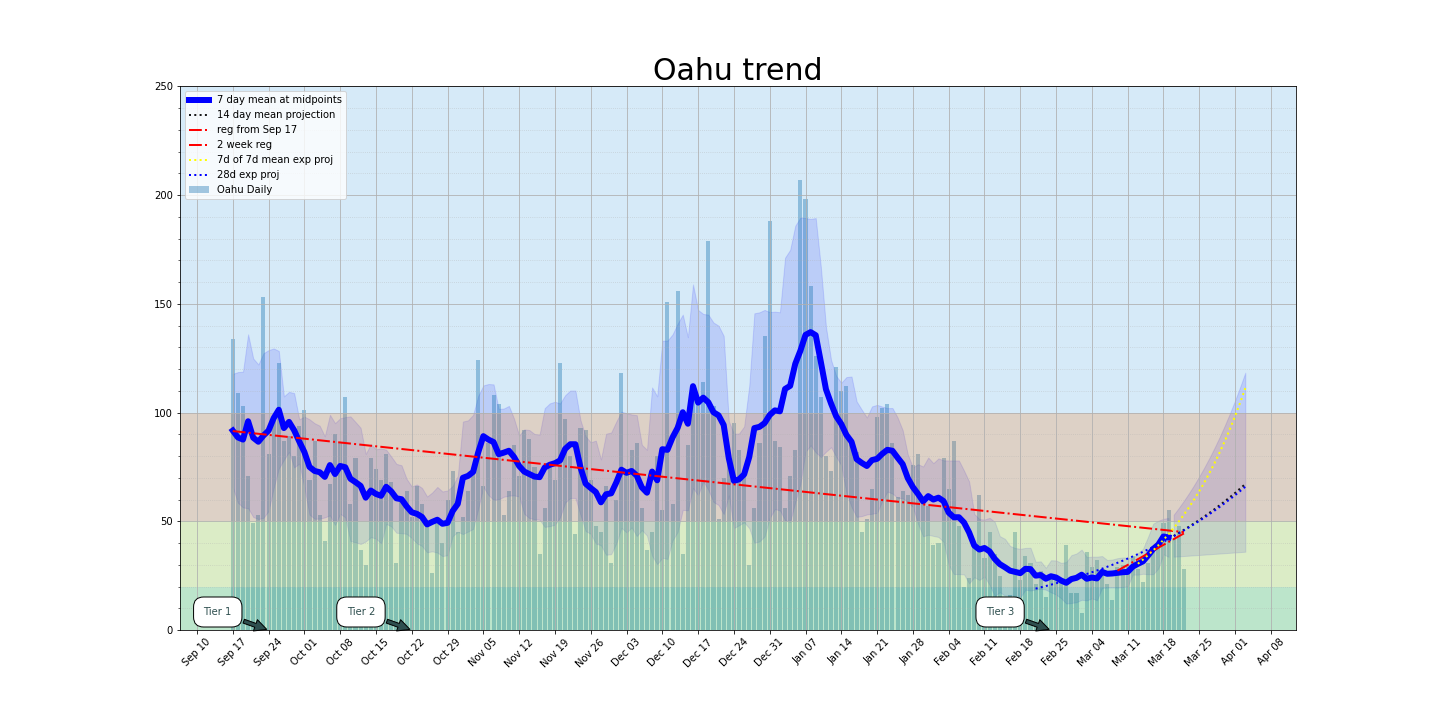 Oahu trend
250
200
150
100
50
0
7 day mean at midpoints
14 day mean projection
reg from Sep 17
2 week reg
7d of 7d mean exp proj
28d exp proj
Oahu Daily
Tier 1
Tier 2
Tier 3
Sep 10
Sep 17
Sep 24
Oct 01
Oct 08
Oct 15
Oct 22
Oct 29
Nov 05
Nov 12
Nov 19
Nov 26
Dec 03
Dec 10
Dec 17
Dec 24
Dec 31
Jan 07
Jan 14
Jan 21
Jan 28
Feb 04
Feb 11
Feb 18
Feb 25
Mar 04
Mar 11
Mar 18
Mar 25
Apr 01
Apr 08